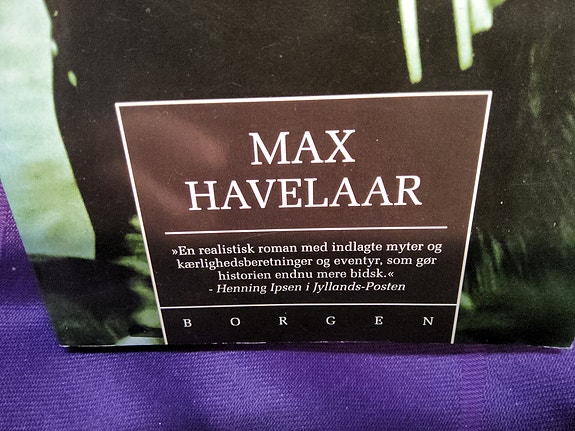 MAX
HAVELAAR
»En realistisk roman med indlagte myter og
kærlighedsberetninger og eventyr, som gør
historien endnu mere bidsk.«
- Henning Ipsen i Jyllands-Posten
BORGEN